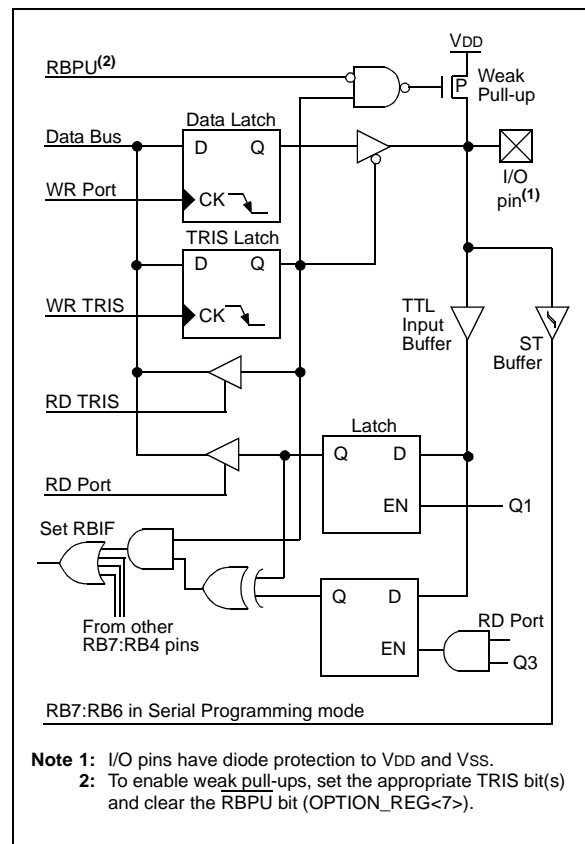 VDD
RBPU(2)
Weak
Pull-up
P
Data Bus
Data Latch
D Q
WR Port
CK
I/O
pin(1)
TRIS Latch
D Q
WR TRIS
CK
TTL
Input
Buffer
ST
Buffer
RD TRIS
Latch
Q D
RD Port
EN
Q1
Set RBIF
Q D
From other
RB7:RB4 pins
RD Port
EN
Q3
RB7:RB6 in Serial Programming mode
Note 1: I/O pins have diode protection to VDD and VSS.
2: To enable weak pull-ups, set the appropriate TRIS bit(s)
and clear the RBPU bit (OPTION_REG<7>).